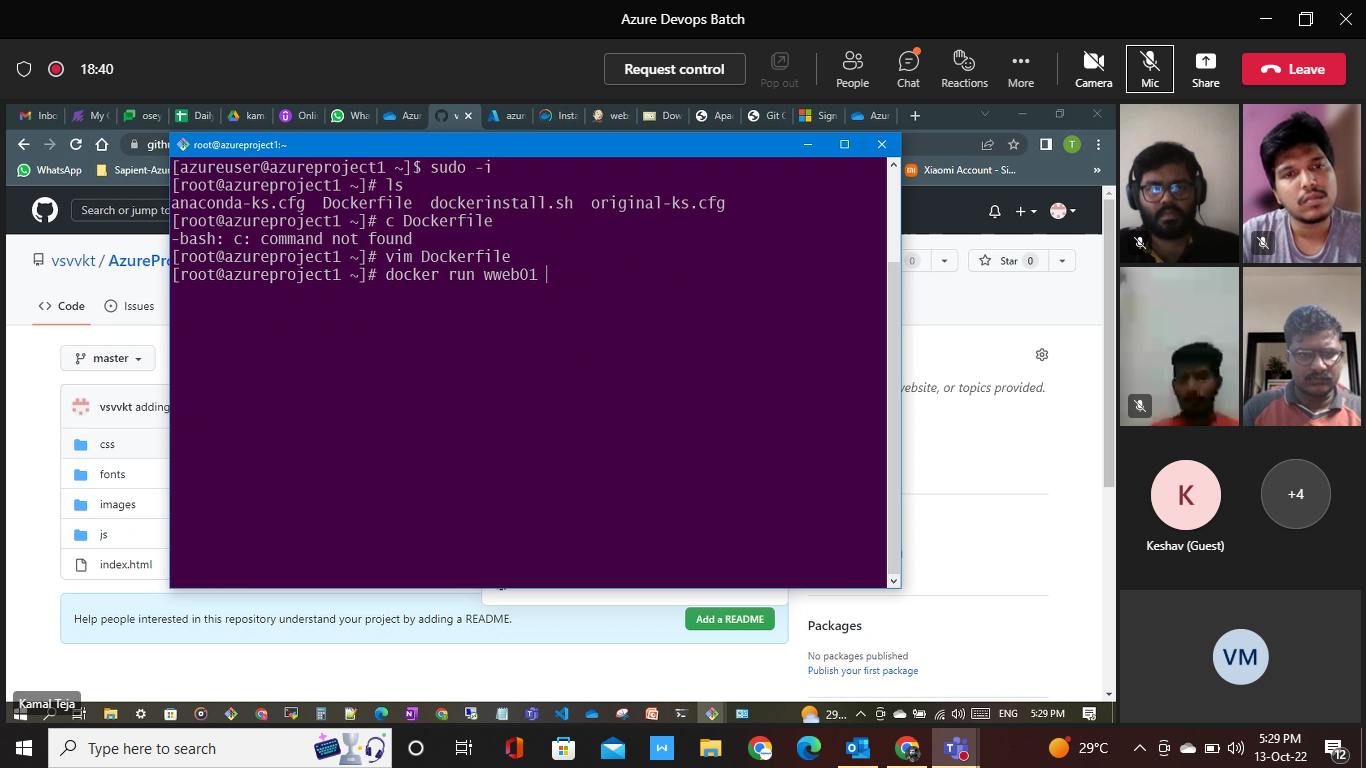 Azure Devops Batch
18:40
Request control
Pop out
People
Chat
Reactions
More
Camera
Mic
Share
Leave
Inbo
My C
osey
Daily
kam
Onli
Wha
Azur
v
azur
Insta
web
Dow
Apa
Git C
Sign
Azur
gith
root@azureproject1:~
T
WhatsApp
Sapient-Azu
Xiaomi Account - Si...
»
[azureuser@azureproject1 ~]$ sudo -i
[root@azureproject1 ~]# ls
anaconda-ks.cfg Dockerfile dockerinstall.sh original-ks.cfg
[root@azureproject1 ~]# c Dockerfile
-bash: c: command not found
[root@azureproject1 ~]# vim Dockerfile
[root@azureproject1 ~]# docker run wweb01
Search or jump to
vsvvkt / AzurePro
0
Star 0
<> Code
Issues
master
vsvvkt adding
ebsite, or topics provided.
css
fonts
images
js
index.html
Help people interested in this repository understand your project by adding a README.
Add a README
Packages
No packages published
Publish your first package
K
+4
Keshav (Guest)
VM
Kamal Teja
29...
ENG
5:29 PM
Type here to search
W
29°C
5:29 PM
13-Oct-22
12